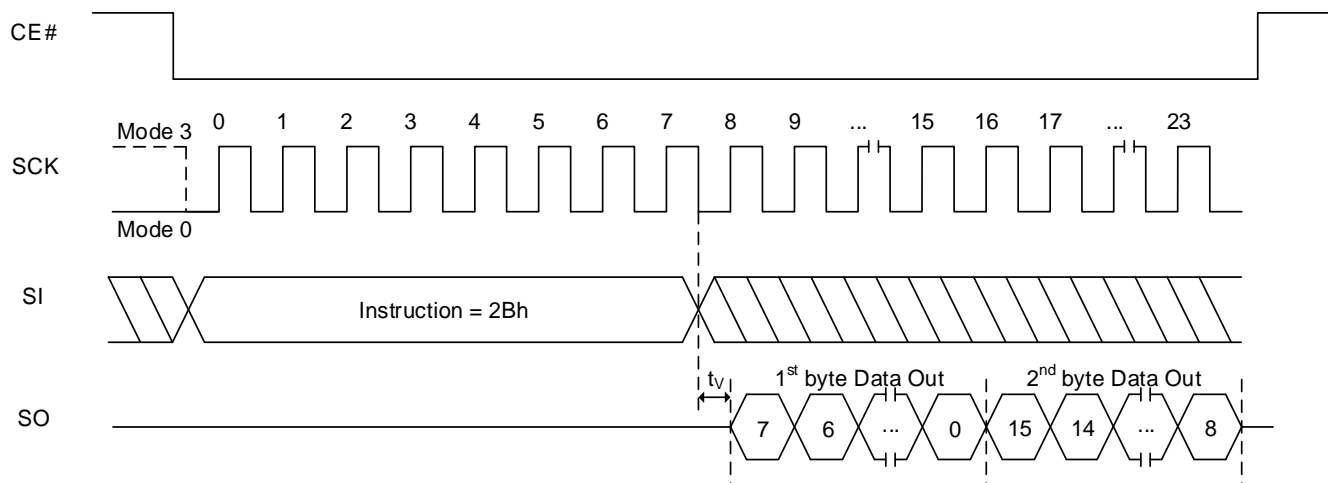 CE#
0 1 2 3 4 5 6 7 8 9 ... 15 16 17 ... 23
Mode 3
SCK
Mode 0
SI
Instruction = 2Bh
tV 1st byte Data Out 2nd byte Data Out
SO
7 6 ... 0 15 14 ... 8